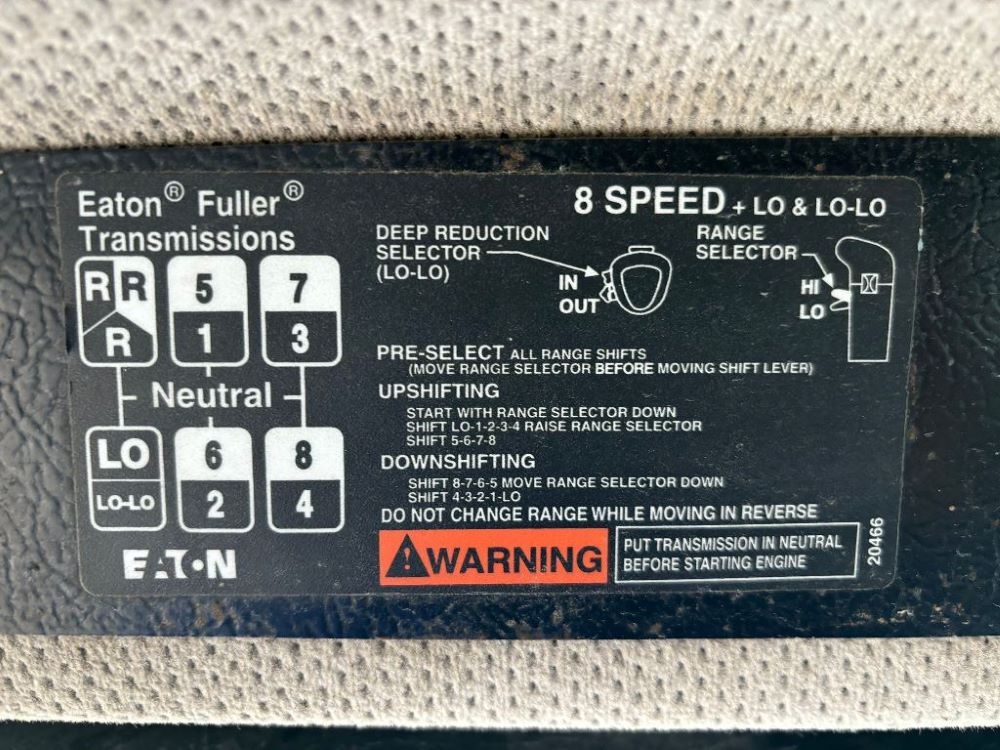 Eaton® Fuller®
Transmissions
8 SPEED + LO & LO-LO
DEEP REDUCTION
SELECTOR
(LO-LO)
IN
OUT
RANGE
SELECTOR
HI
LO
R R 5 7
R 1 3
Neutral
LO 6 8
LO-LO 2 4
EATON
PRE-SELECT ALL RANGE SHIFTS
(MOVE RANGE SELECTOR BEFORE MOVING SHIFT LEVER)
UPSHIFTING
START WITH RANGE SELECTOR DOWN
SHIFT LO-1-2-3-4 RAISE RANGE SELECTOR
SHIFT 5-6-7-8
DOWNSHIFTING
SHIFT 8-7-6-5 MOVE RANGE SELECTOR DOWN
SHIFT 4-3-2-1-LO
DO NOT CHANGE RANGE WHILE MOVING IN REVERSE
WARNING
PUT TRANSMISSION IN NEUTRAL
BEFORE STARTING ENGINE
20466